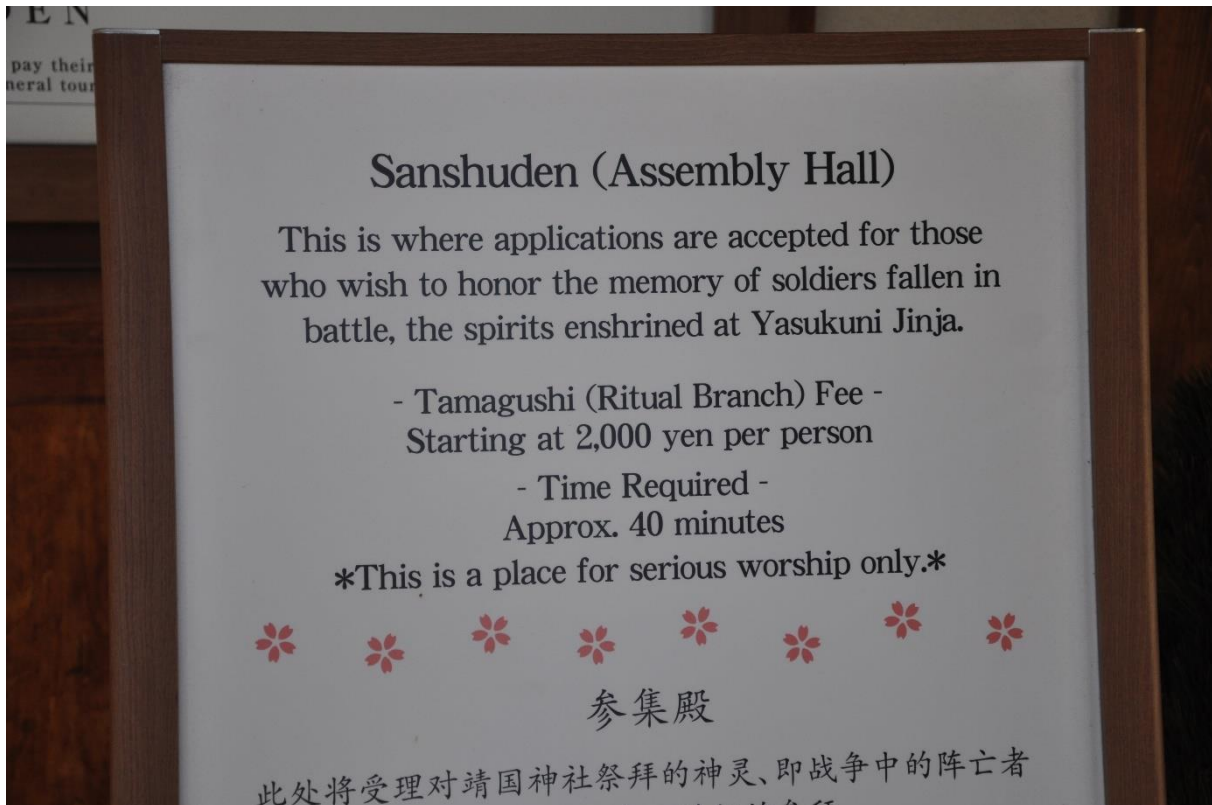 DEN
pay their
neral tour
Sanshuden (Assembly Hall)
This is where applications are accepted for those
who wish to honor the memory of soldiers fallen in
battle, the spirits enshrined at Yasukuni Jinja.
- Tamagushi (Ritual Branch) Fee -
Starting at 2,000 yen per person
- Time Required -
Approx. 40 minutes
*This is a place for serious worship only.*
参集殿
此处将受理对靖国神社祭拜的神灵、即战争中的阵亡者